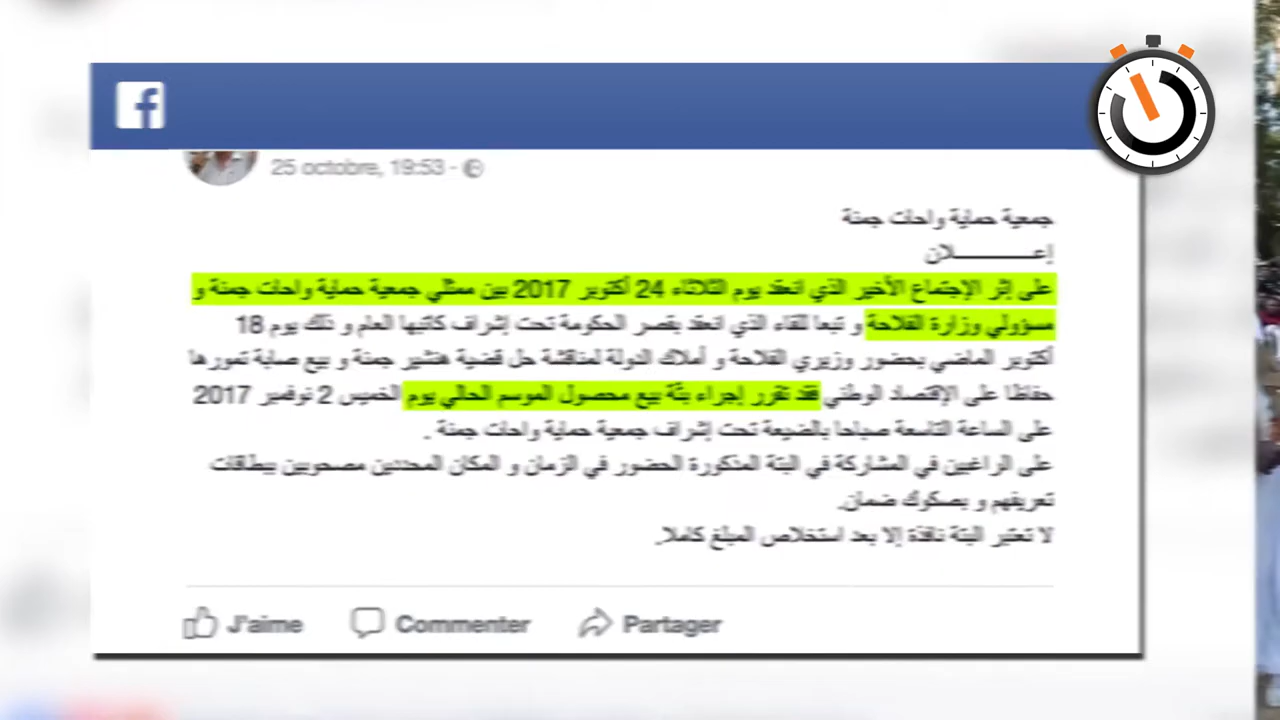 f
25 octobre, 19:53 ·
جمعية حماية واحات جمنة
إعـــــــــلان
على إثر الإجتماع الأخير الذي انعقد يوم الثلاثاء 24 أكتوبر 2017 بين ممثلي جمعية حماية واحات جمنة و
مسؤولي وزارة الفلاحة و تبعا للقاء الذي انعقد بقصر الحكومة تحت إشراف كاتبها العام و ذلك يوم 18
أكتوبر الماضي بحضور وزيري الفلاحة و أملاك الدولة لمناقشة حل قضية هنشير جمنة و بيع صابة تمورها
حفاظا على الإقتصاد الوطني فقد تقرر إجراء بتّة بيع محصول الموسم الحالي يوم الخميس 2 نوفمبر 2017
على الساعة التاسعة صباحا بالضيعة تحت إشراف جمعية حماية واحات جمنة .
على الراغبين في المشاركة في البتة المذكورة الحضور في الزمان و المكان المحددين مصحوبين ببطاقات
تعريفهم و بصكوك ضمان.
لا تعتبر البتة نافذة إلا بعد استخلاص المبلغ كاملا.
J'aime Commenter Partager